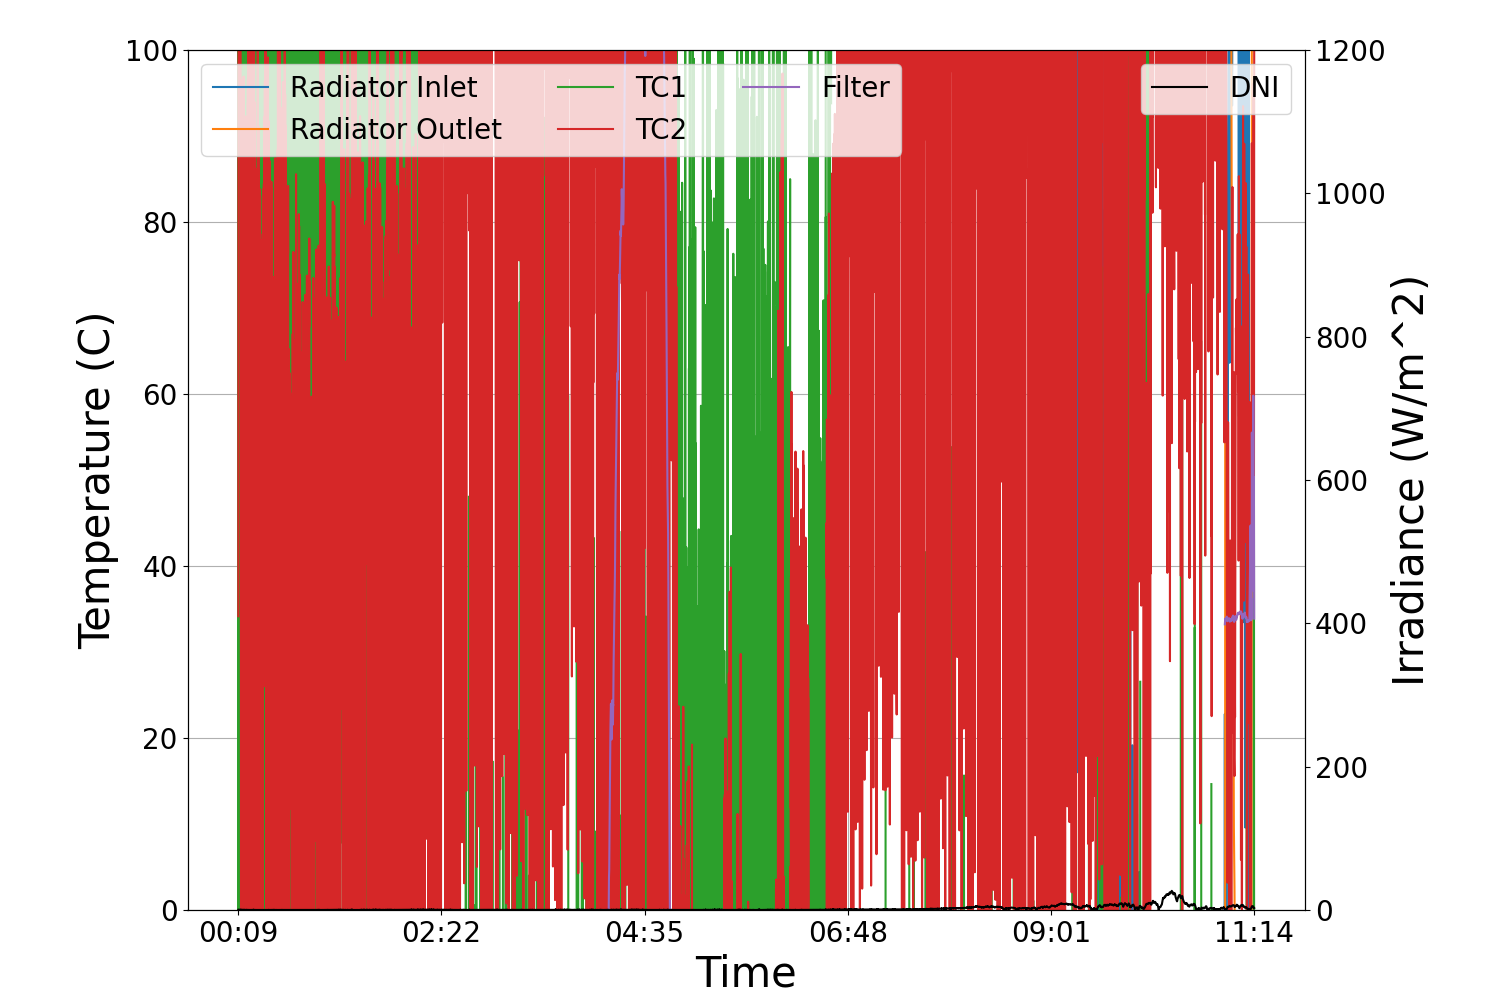 100
80
60
40
20
0
Temperature (C)
Radiator Inlet
Radiator Outlet
TC1
TC2
Filter
DNI
1200
1000
800
600
400
200
0
Irradiance (W/m^2)
00:09 02:22 04:35 06:48 09:01 11:14
Time